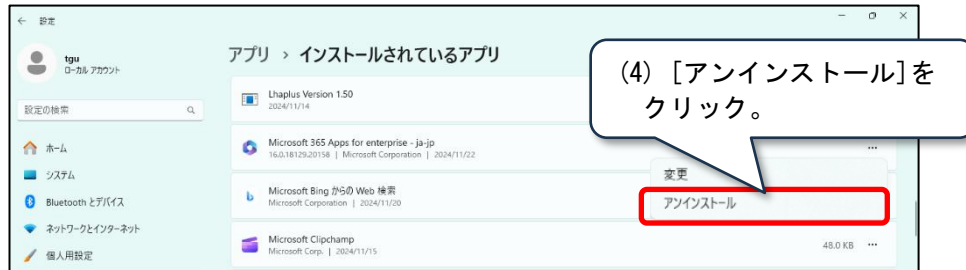 ← 設定
tgu
ローカル アカウント
設定の検索
ホーム
システム
Bluetooth とデバイス
ネットワークとインターネット
個人用設定
アプリ › インストールされているアプリ
Lhaplus Version 1.50
2024/11/14
Microsoft 365 Apps for enterprise - ja-jp
16.0.18129.20158 | Microsoft Corporation | 2024/11/22
Microsoft Bing からの Web 検索
Microsoft Corporation | 2024/11/20
Microsoft Clipchamp
Microsoft Corp. | 2024/11/15
48.0 KB
変更
アンインストール
(4) [アンインストール]を
クリック。